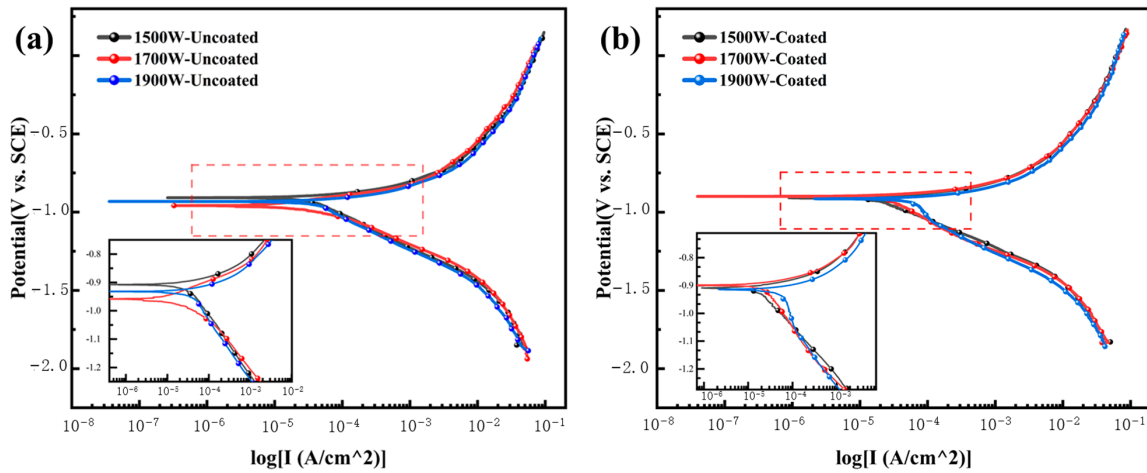 (a)
1500W-Uncoated
1700W-Uncoated
1900W-Uncoated
Potential(V vs. SCE)
-0.5
-1.0
-1.5
-2.0
-0.8
-0.9
-1.0
-1.1
-1.2
10^-6 10^-5 10^-4 10^-3 10^-2
10^-8 10^-7 10^-6 10^-5 10^-4 10^-3 10^-2 10^-1
log[I (A/cm^2)]
(b)
1500W-Coated
1700W-Coated
1900W-Coated
Potential(V vs. SCE)
-0.5
-1.0
-1.5
-2.0
-0.8
-0.9
-1.0
-1.1
-1.2
10^-6 10^-5 10^-4 10^-3
10^-8 10^-7 10^-6 10^-5 10^-4 10^-3 10^-2 10^-1
log[I (A/cm^2)]